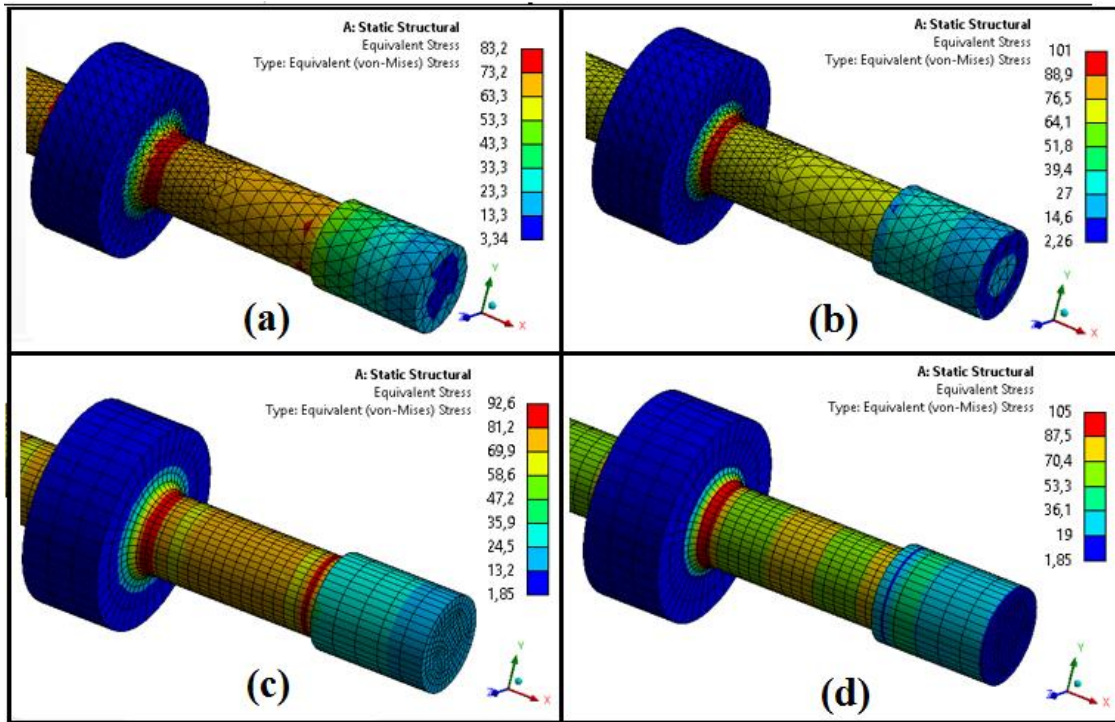 A: Static Structural
Equivalent Stress
Type: Equivalent (von-Mises) Stress
83,2
73,2
63,3
53,3
43,3
33,3
23,3
13,3
3,34
Y
X
Z
(a)
A: Static Structural
Equivalent Stress
Type: Equivalent (von-Mises) Stress
101
88,9
76,5
64,1
51,8
39,4
27
14,6
2,26
Y
X
Z
(b)
A: Static Structural
Equivalent Stress
Type: Equivalent (von-Mises) Stress
92,6
81,2
69,9
58,6
47,2
35,9
24,5
13,2
1,85
Y
X
Z
(c)
A: Static Structural
Equivalent Stress
Type: Equivalent (von-Mises) Stress
105
87,5
70,4
53,3
36,1
19
1,85
Y
X
Z
(d)